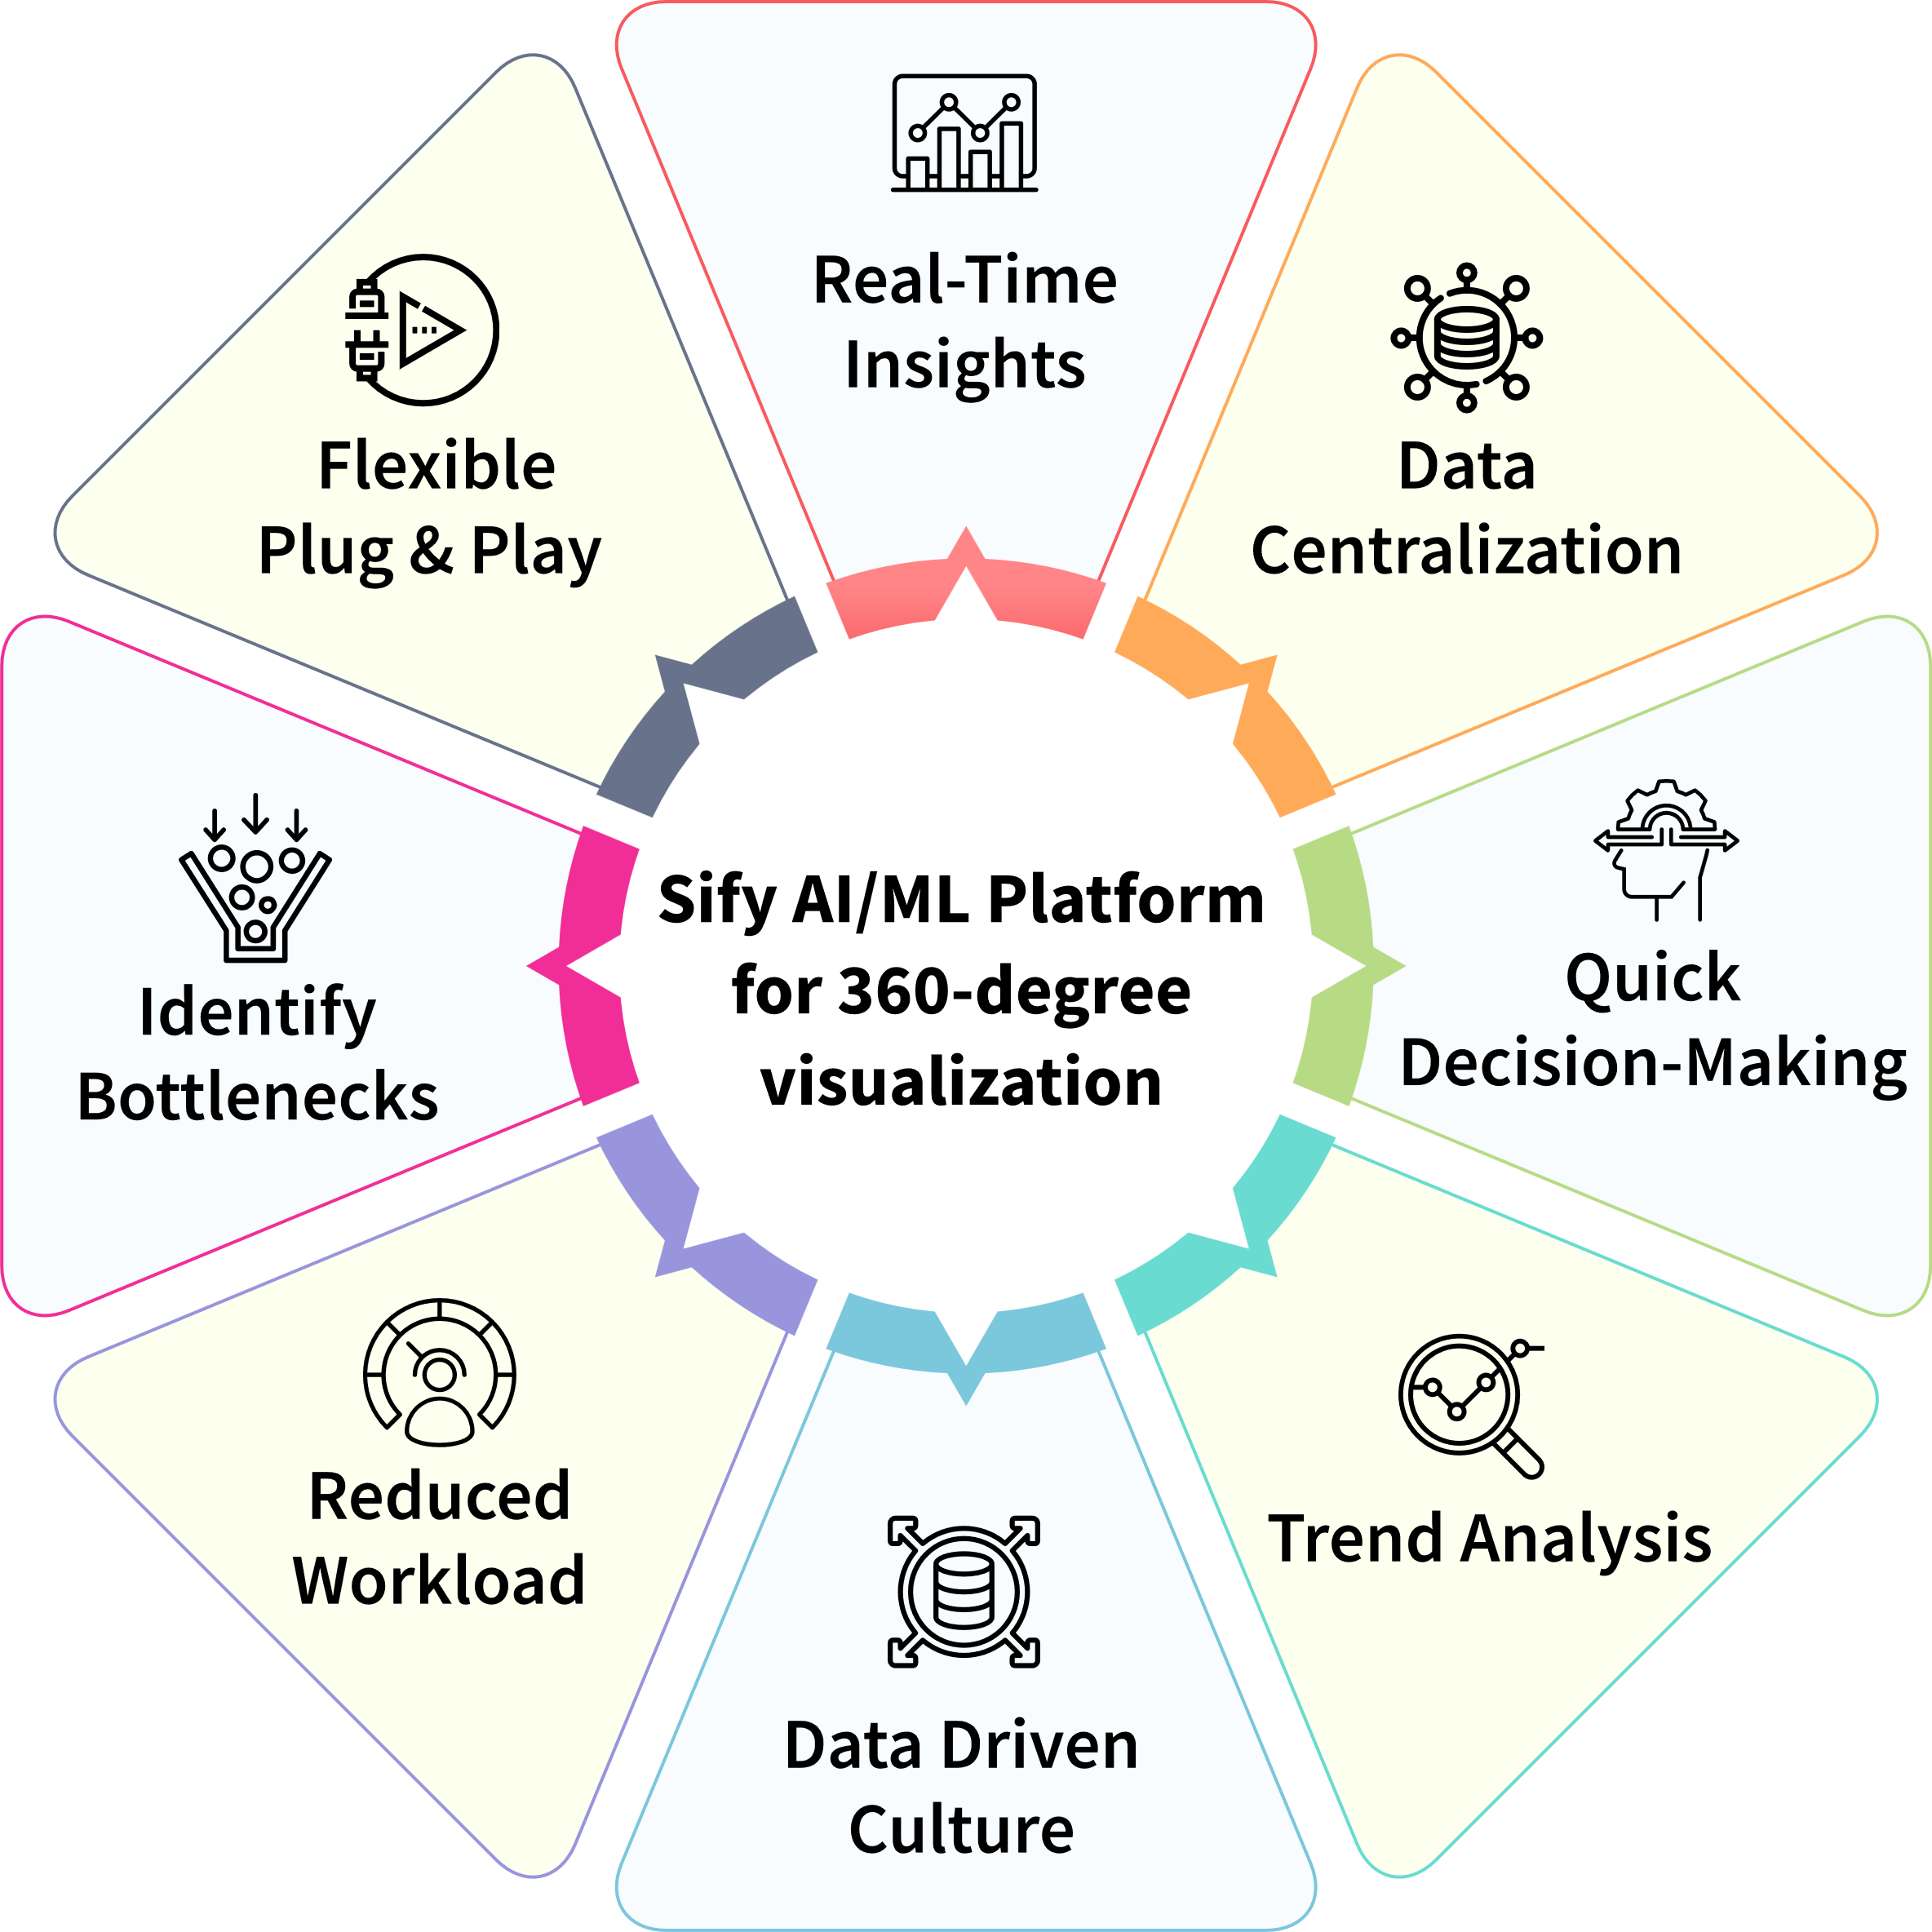 Real-Time
Insights
Data
Centralization
Quick
Decision-Making
Trend Analysis
Data Driven
Culture
Reduced
Workload
Identify
Bottlenecks
Flexible
Plug & Play
Sify AI/ML Platform
for 360-degree
Visualization